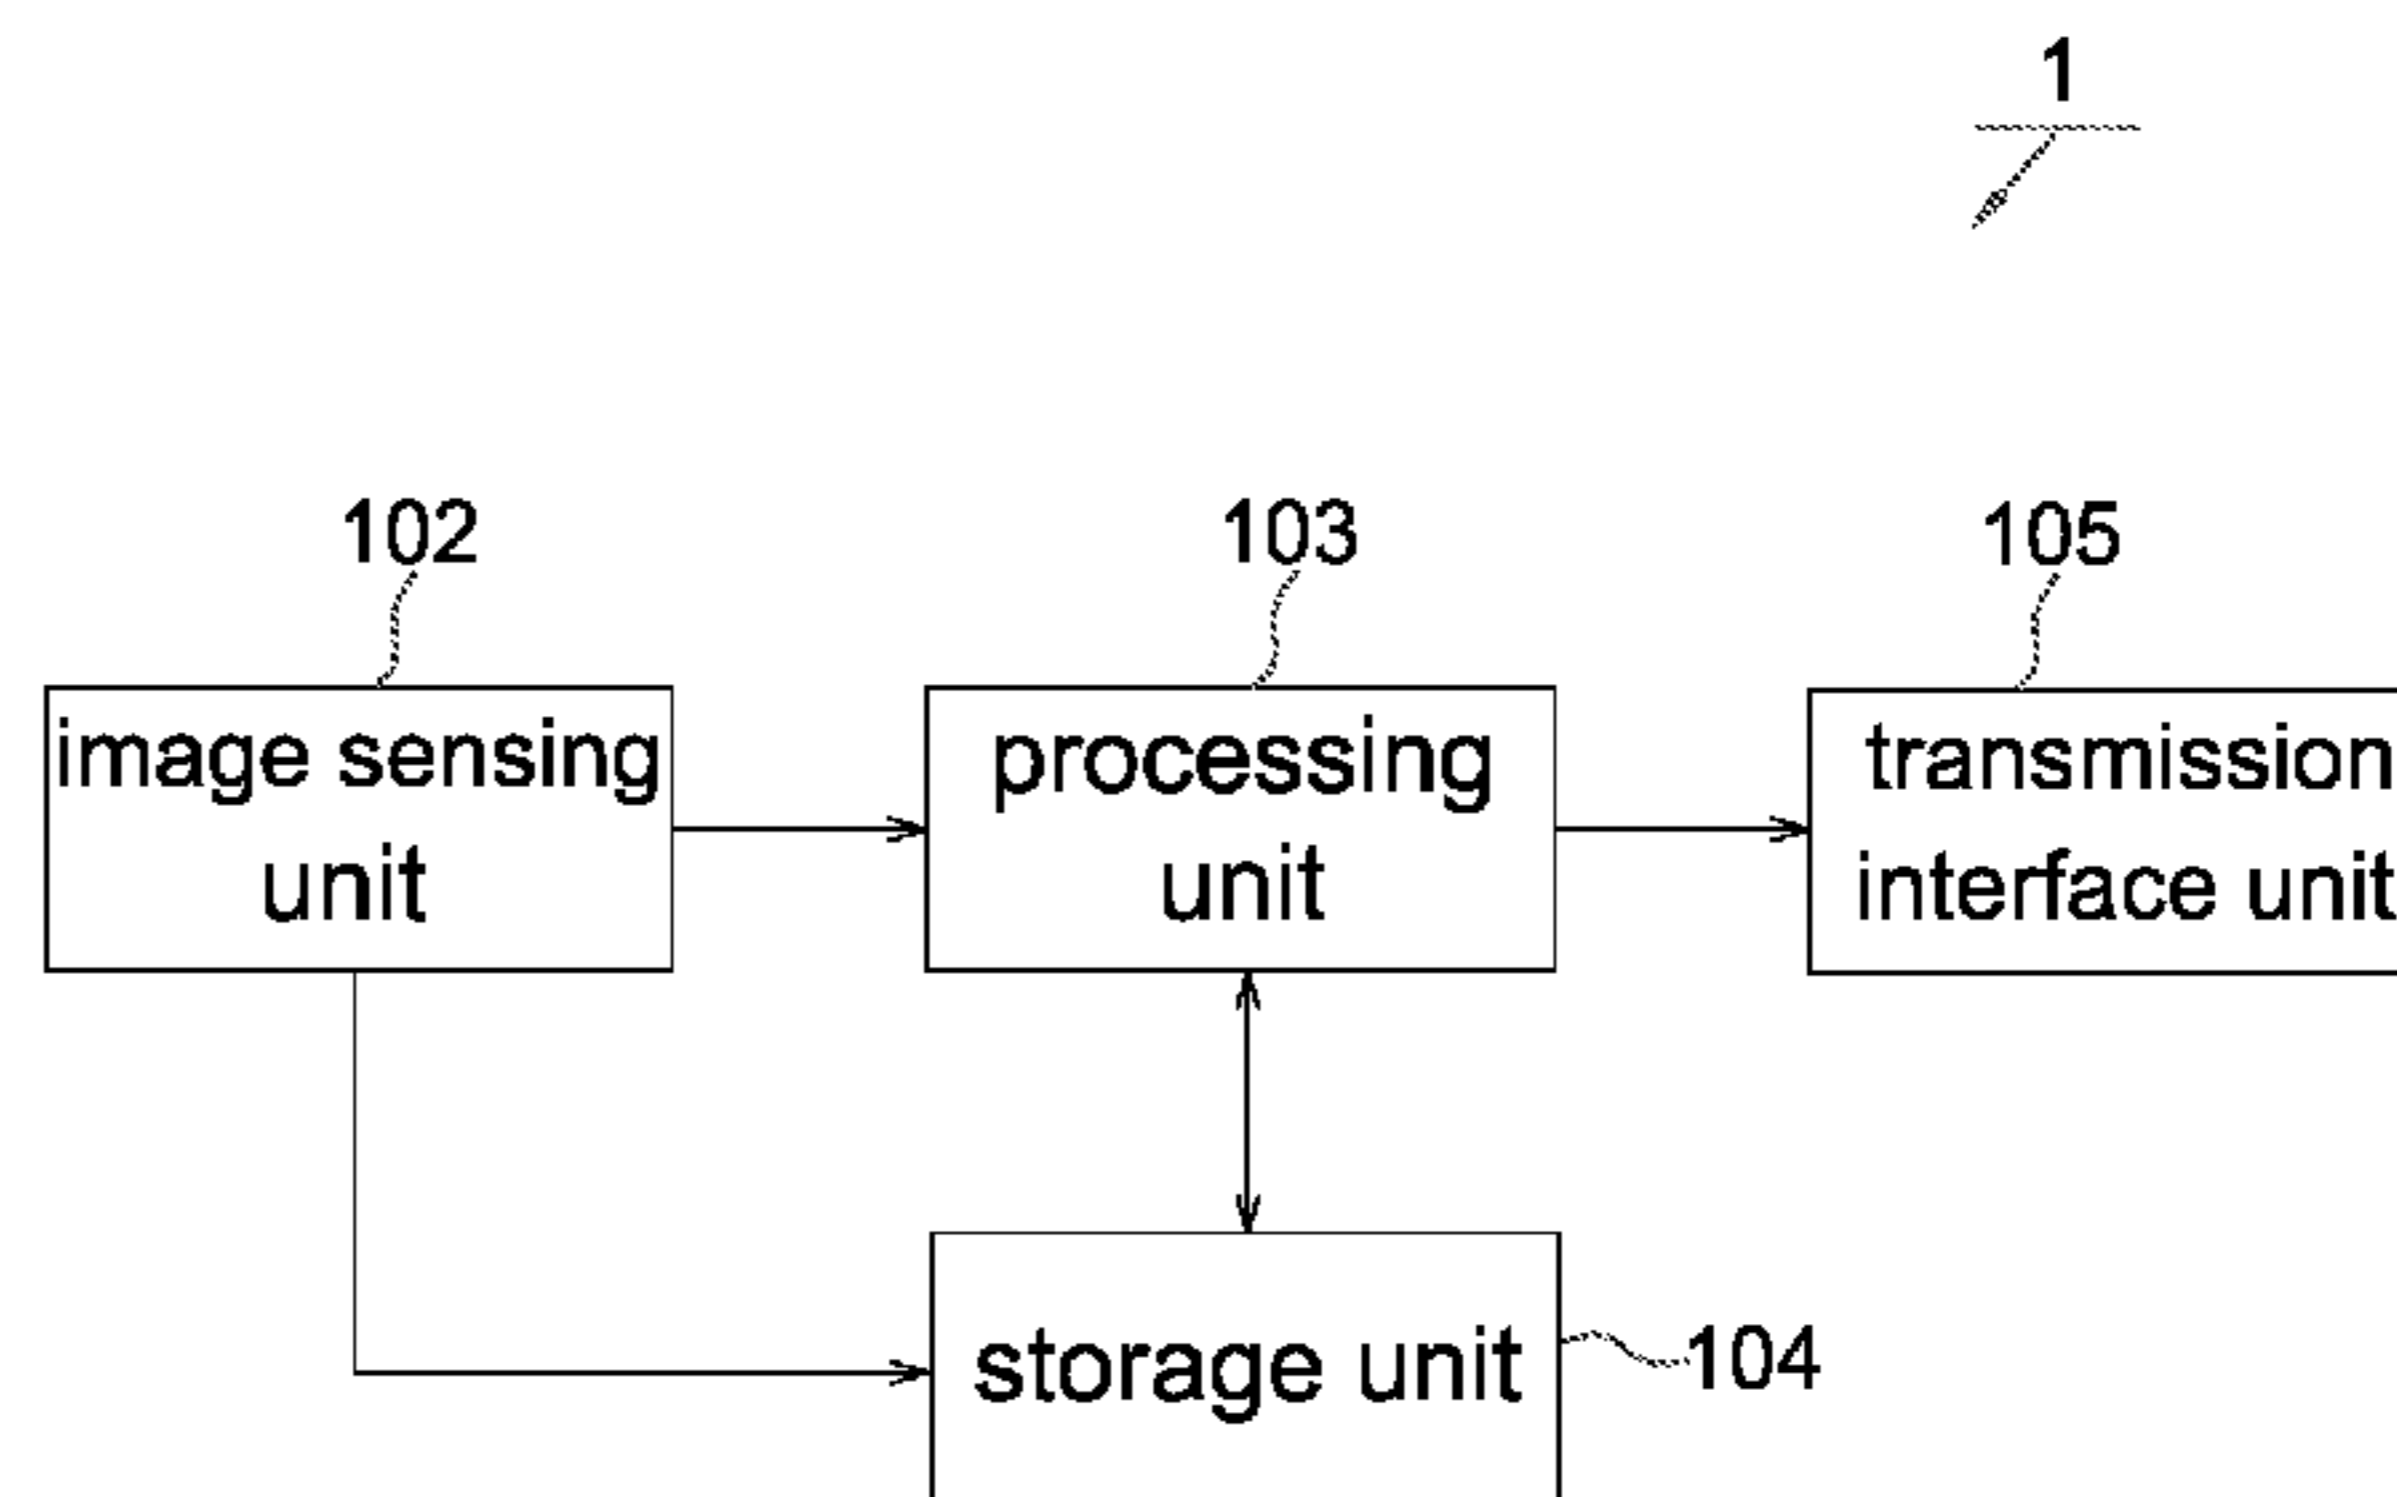 1
102
103
105
image sensing
unit
processing
unit
transmission
interface unit
storage unit
104